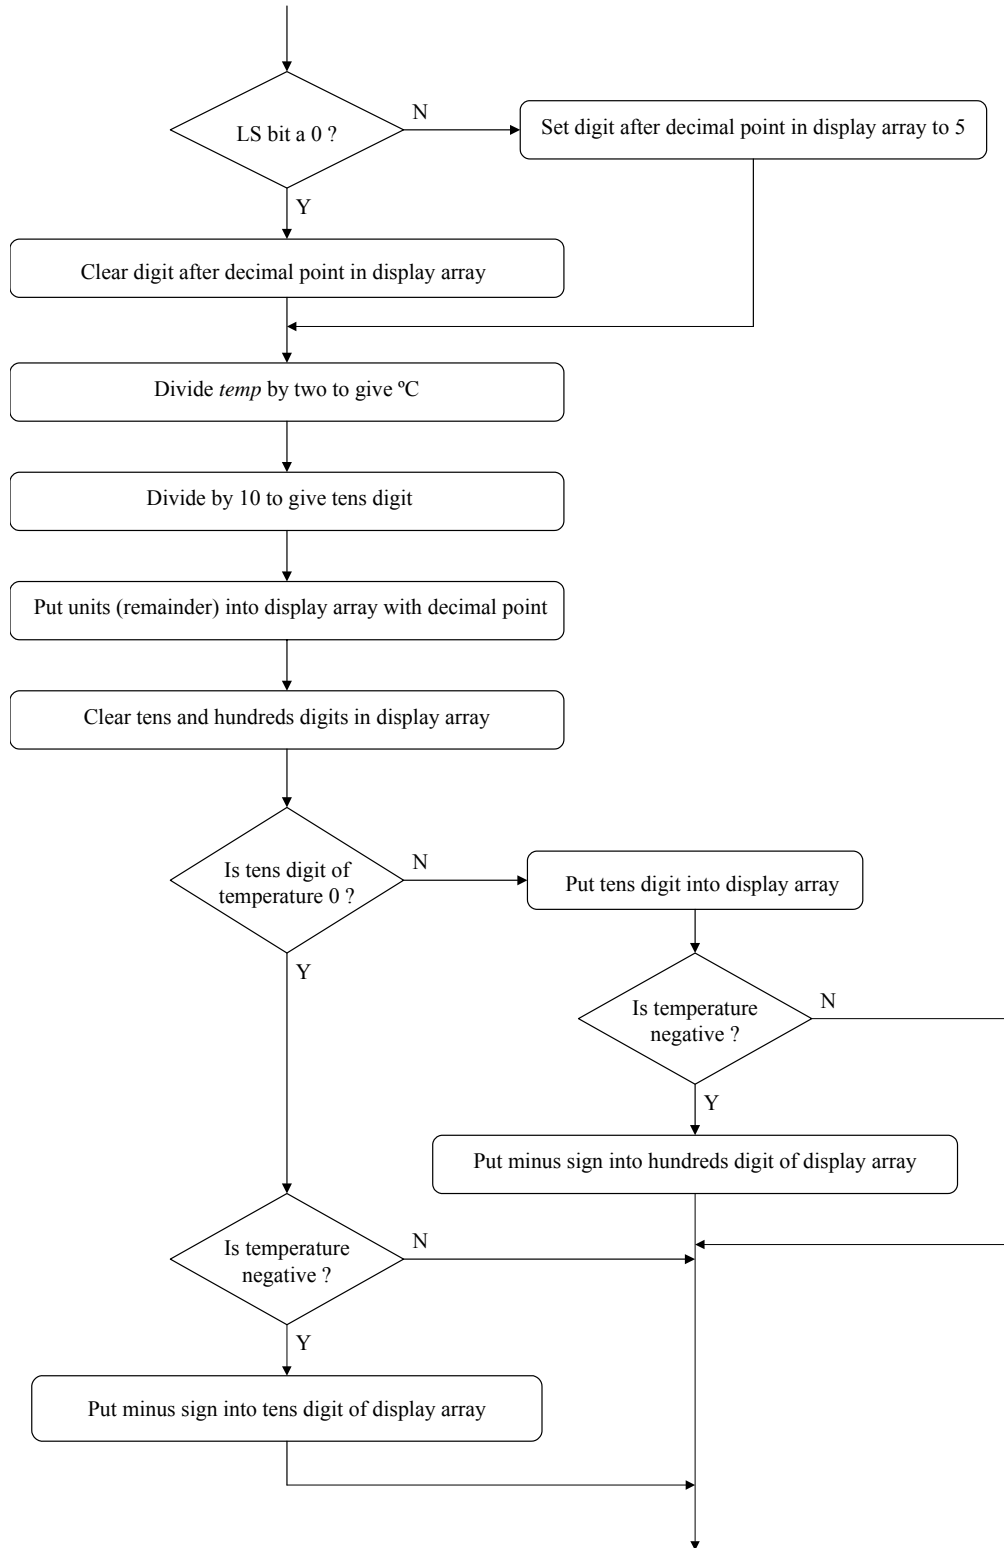 LS bit a 0 ?
N
Set digit after decimal point in display array to 5
Y
Clear digit after decimal point in display array
Divide temp by two to give ºC
Divide by 10 to give tens digit
Put units (remainder) into display array with decimal point
Clear tens and hundreds digits in display array
Is tens digit of
temperature 0 ?
N
Put tens digit into display array
Y
Is temperature
negative ?
N
Y
Put minus sign into hundreds digit of display array
Is temperature
negative ?
N
Y
Put minus sign into tens digit of display array